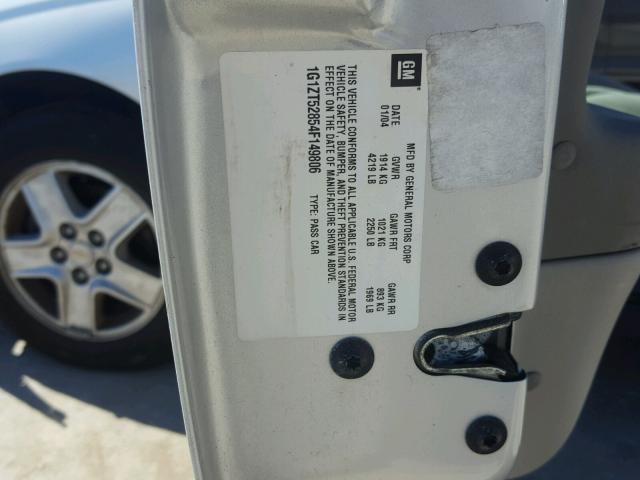 GM
MFD BY GENERAL MOTORS CORP
DATE GVWR GAWR FRT GAWR RR
01/04 1914 KG 1021 KG 893 KG
4219 LB 2250 LB 1969 LB
THIS VEHICLE CONFORMS TO ALL APPLICABLE U.S. FEDERAL MOTOR
VEHICLE SAFETY, BUMPER, AND THEFT PREVENTION STANDARDS IN
EFFECT ON THE DATE OF MANUFACTURE SHOWN ABOVE.
1G1ZT52854F149806 TYPE: PASS CAR